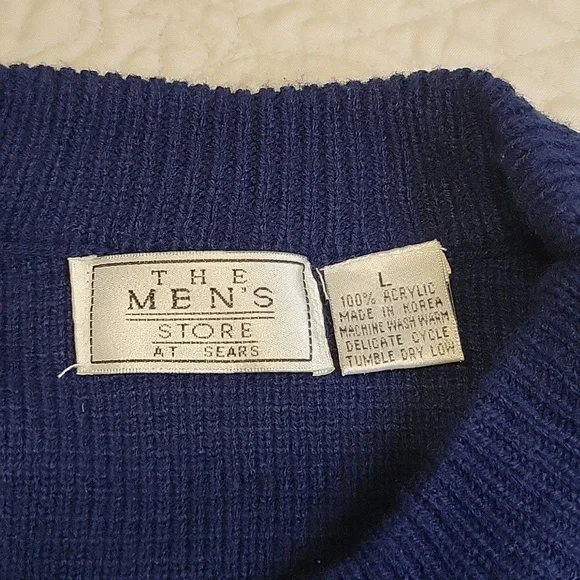 THE
MEN'S
STORE
AT SEARS
L
100% ACRYLIC
MADE IN KOREA
MACHINE WASH WARM
DELICATE CYCLE
TUMBLE DRY LOW